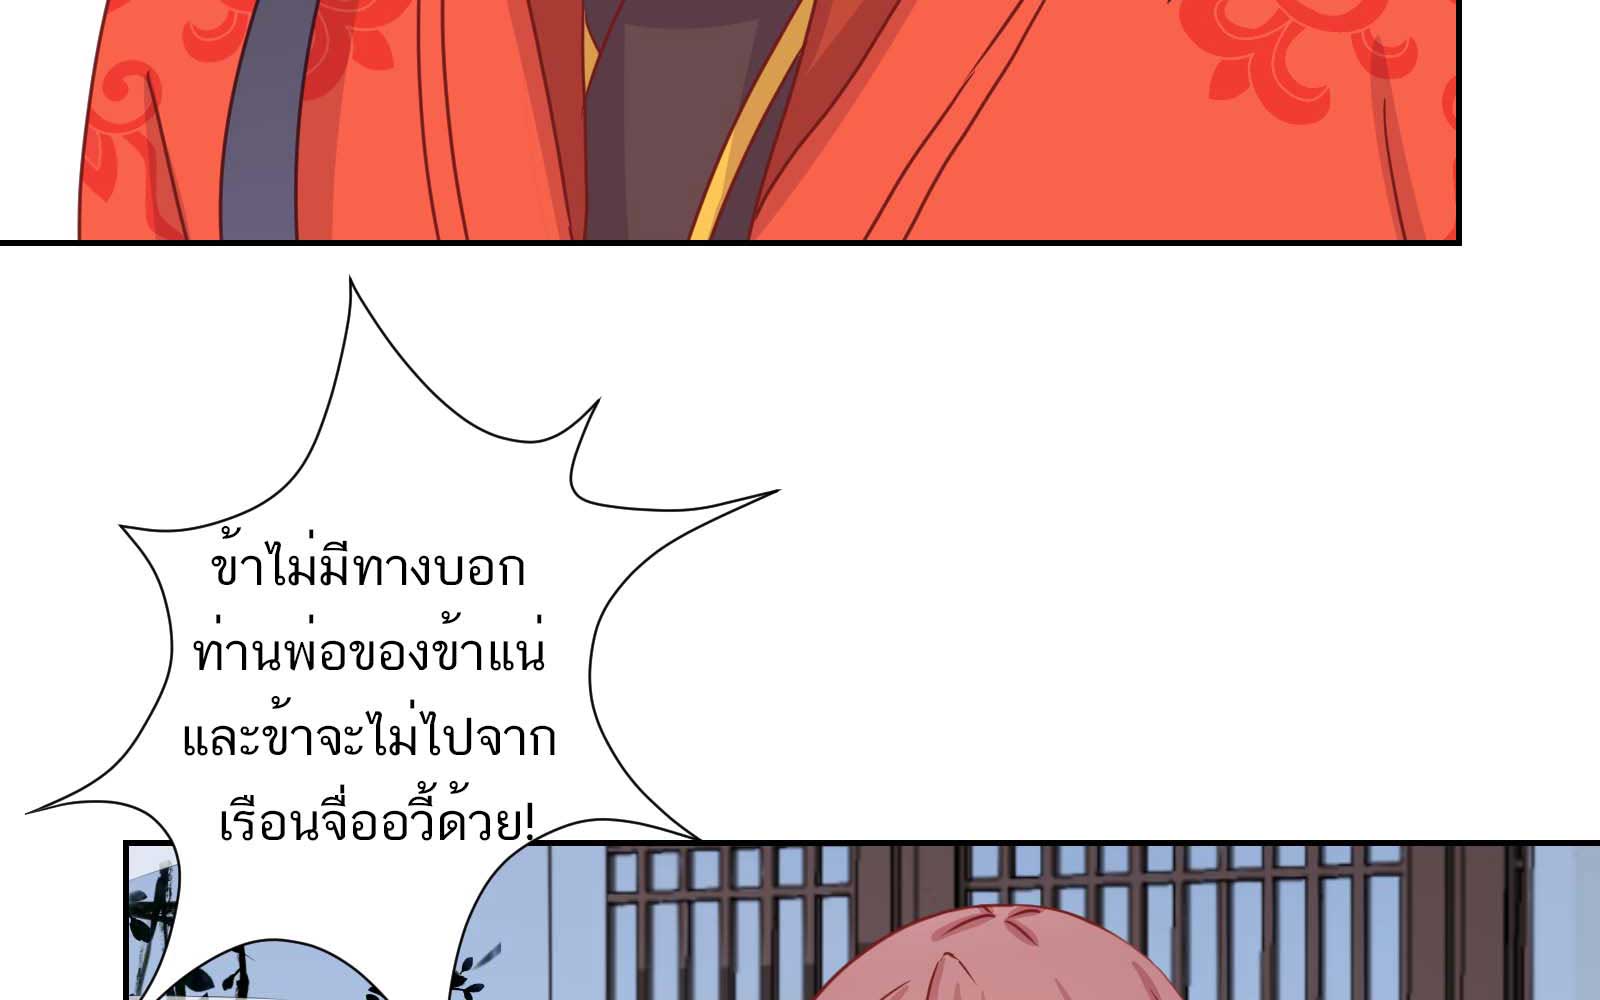 ข้าไม่มีทางบอก
ท่านพ่อของข้าแน่
และข้าจะไม่ไปจาก
เรือนจื่ออวี้ด้วย!